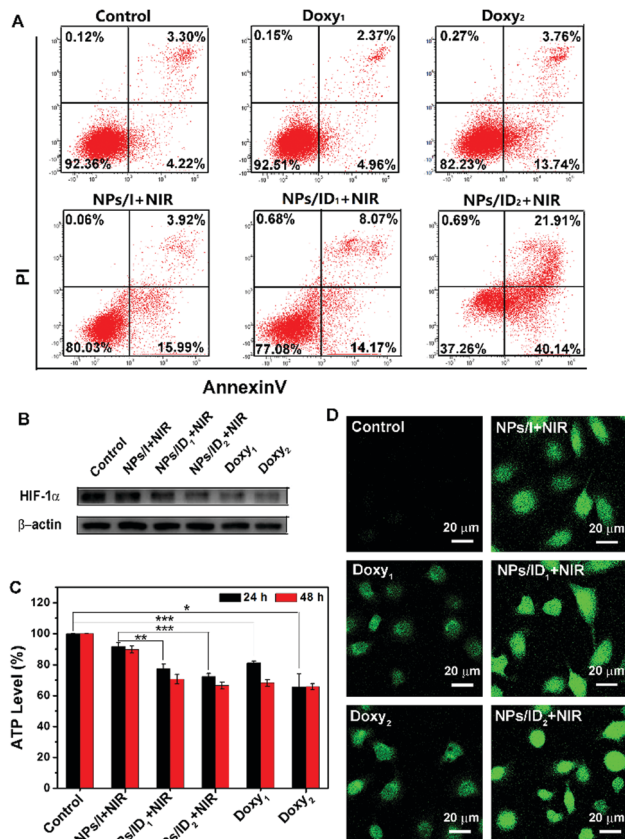 A
Control
Doxy₁
Doxy₂
0.12% 3.30%
0.15% 2.37%
0.27% 3.76%
92.36% 4.22%
92.51% 4.96%
82.23% 13.74%
NPs/I+NIR
NPs/ID₁+NIR
NPs/ID₂+NIR
0.06% 3.92%
0.68% 8.07%
0.69% 21.91%
80.03% 15.99%
77.08% 14.17%
37.26% 40.14%
PI
AnnexinV
B
Control
NPs/I+NIR
NPs/ID₁+NIR
NPs/ID₂+NIR
Doxy₁
Doxy₂
HIF-1α
β–actin
C
24 h
48 h
*
***
***
**
ATP Level (%)
120
100
80
60
40
20
0
Control
NPs/I+NIR
Ps/ID₁+NIR
Ps/ID₂+NIR
Doxy₁
Doxy₂
D
Control
20 μm
NPs/I+NIR
20 μm
Doxy₁
20 μm
NPs/ID₁+NIR
20 μm
Doxy₂
20 μm
NPs/ID₂+NIR
20 μm